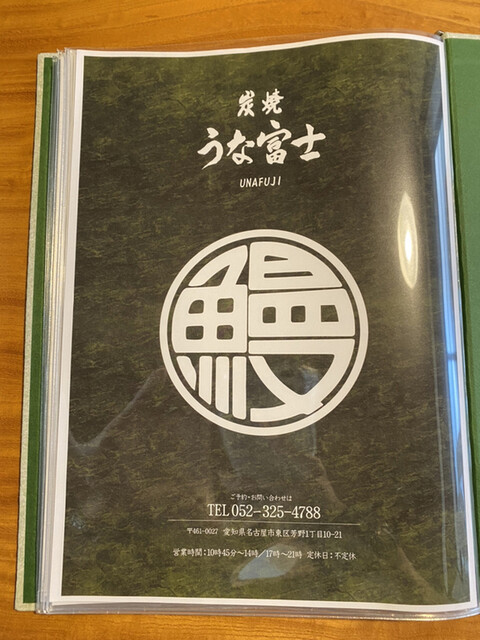 炭焼
うな富士
UNAFUJI
鰻
ご予約・お問い合わせは
TEL 052-325-4788
〒461-0027 愛知県名古屋市東区芳野1丁目10-21
営業時間：10時45分～14時／17時～21時 定休日：不定休